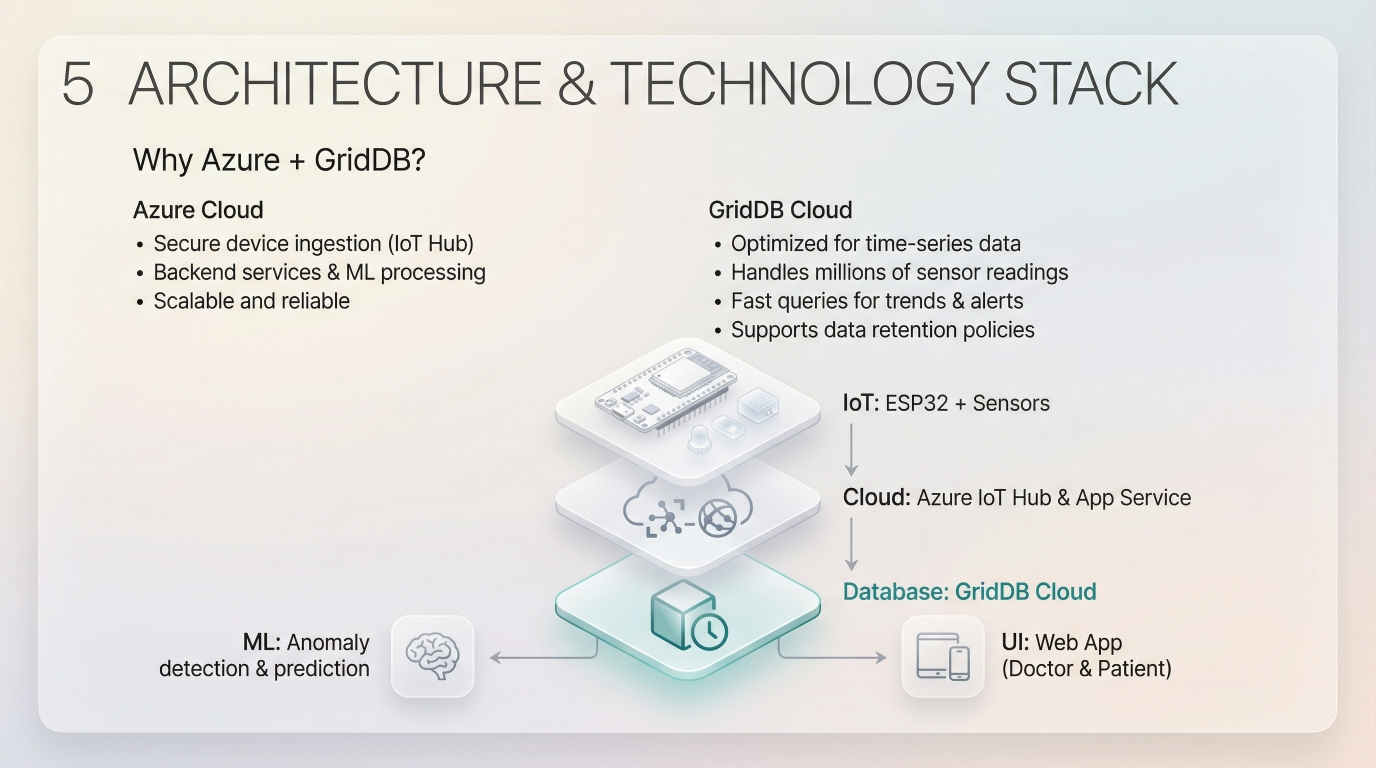 5 ARCHITECTURE & TECHNOLOGY STACK
Why Azure + GridDB?
Azure Cloud
• Secure device ingestion (IoT Hub)
• Backend services & ML processing
• Scalable and reliable
GridDB Cloud
• Optimized for time-series data
• Handles millions of sensor readings
• Fast queries for trends & alerts
• Supports data retention policies
IoT: ESP32 + Sensors
Cloud: Azure IoT Hub & App Service
Database: GridDB Cloud
ML: Anomaly
detection & prediction
UI: Web App
(Doctor & Patient)